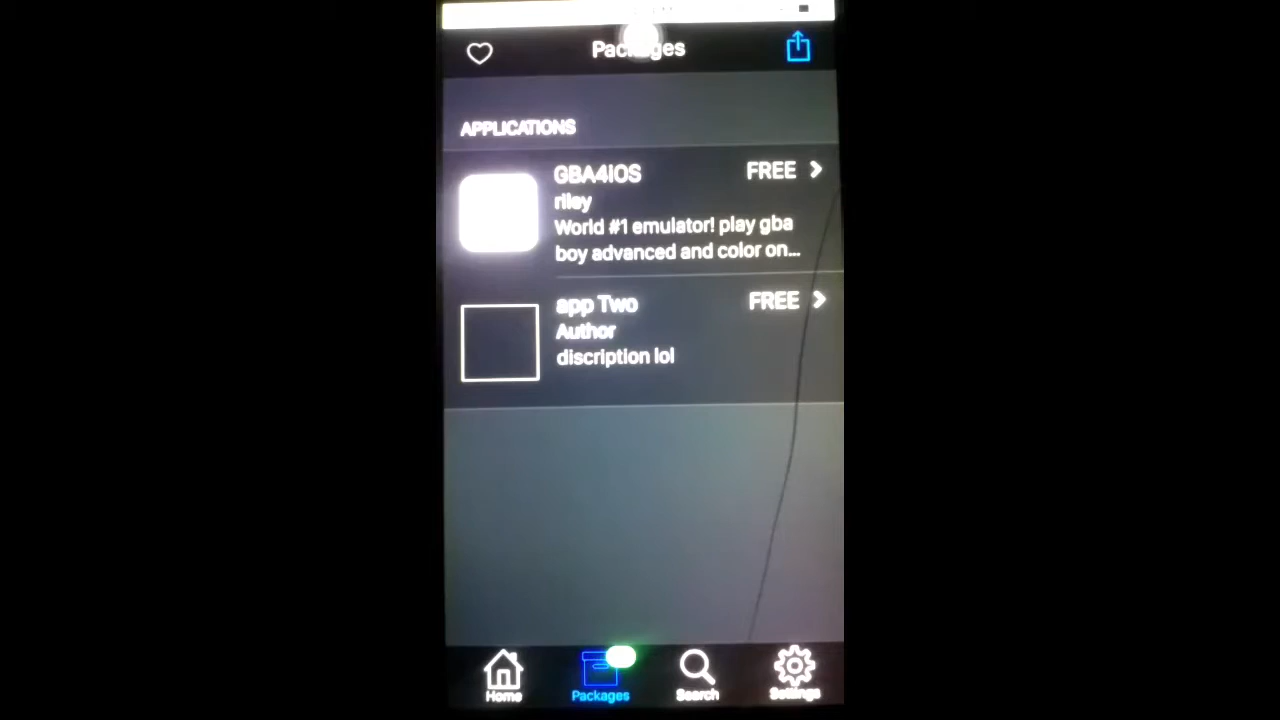 Packages
APPLICATIONS
GBA4iOS
FREE
riley
World #1 emulator! play gba
boy advanced and color on...
app Two
FREE
Author
discription lol
Home
Packages
Search
Settings